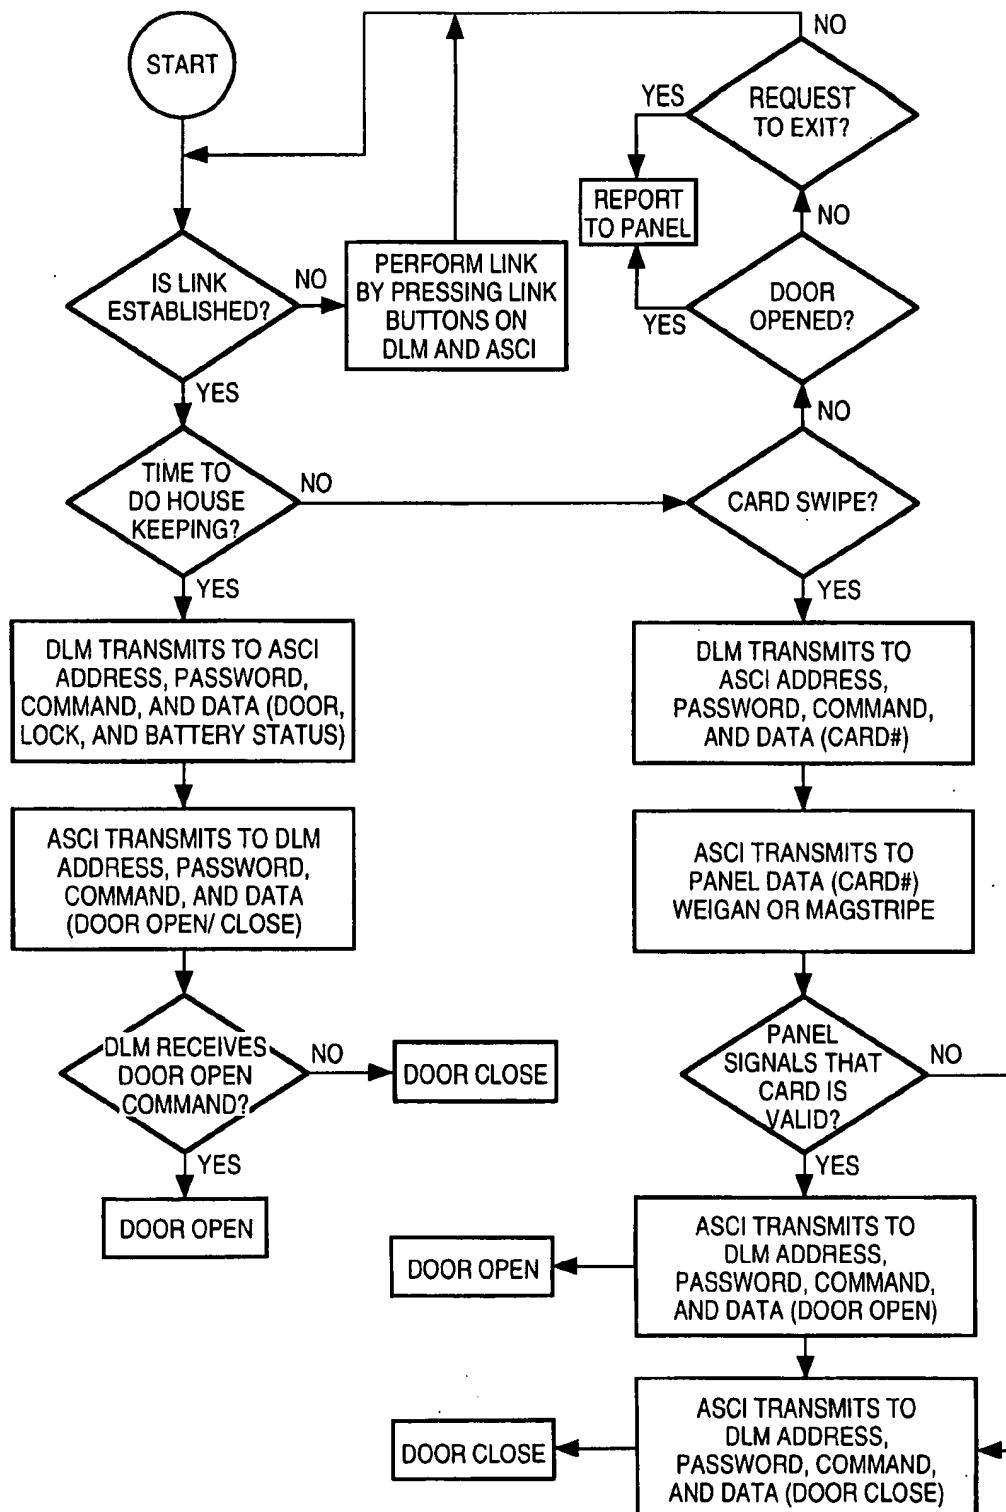 START
NO
YES
REQUEST
TO EXIT?
REPORT
TO PANEL
NO
IS LINK
ESTABLISHED?
NO
PERFORM LINK
BY PRESSING LINK
BUTTONS ON
DLM AND ASCI
YES
DOOR
OPENED?
YES
NO
TIME TO
DO HOUSE
KEEPING?
NO
CARD SWIPE?
YES
YES
DLM TRANSMITS TO ASCI
ADDRESS, PASSWORD,
COMMAND, AND DATA (DOOR,
LOCK, AND BATTERY STATUS)
DLM TRANSMITS TO
ASCI ADDRESS,
PASSWORD, COMMAND,
AND DATA (CARD#)
ASCI TRANSMITS TO DLM
ADDRESS, PASSWORD,
COMMAND, AND DATA
(DOOR OPEN/ CLOSE)
ASCI TRANSMITS TO
PANEL DATA (CARD#)
WEIGAN OR MAGSTRIPE
DLM RECEIVES
DOOR OPEN
COMMAND?
NO
DOOR CLOSE
PANEL
SIGNALS THAT
CARD IS
VALID?
NO
YES
YES
DOOR OPEN
DOOR OPEN
ASCI TRANSMITS TO
DLM ADDRESS,
PASSWORD, COMMAND,
AND DATA (DOOR OPEN)
DOOR CLOSE
ASCI TRANSMITS TO
DLM ADDRESS,
PASSWORD, COMMAND,
AND DATA (DOOR CLOSE)